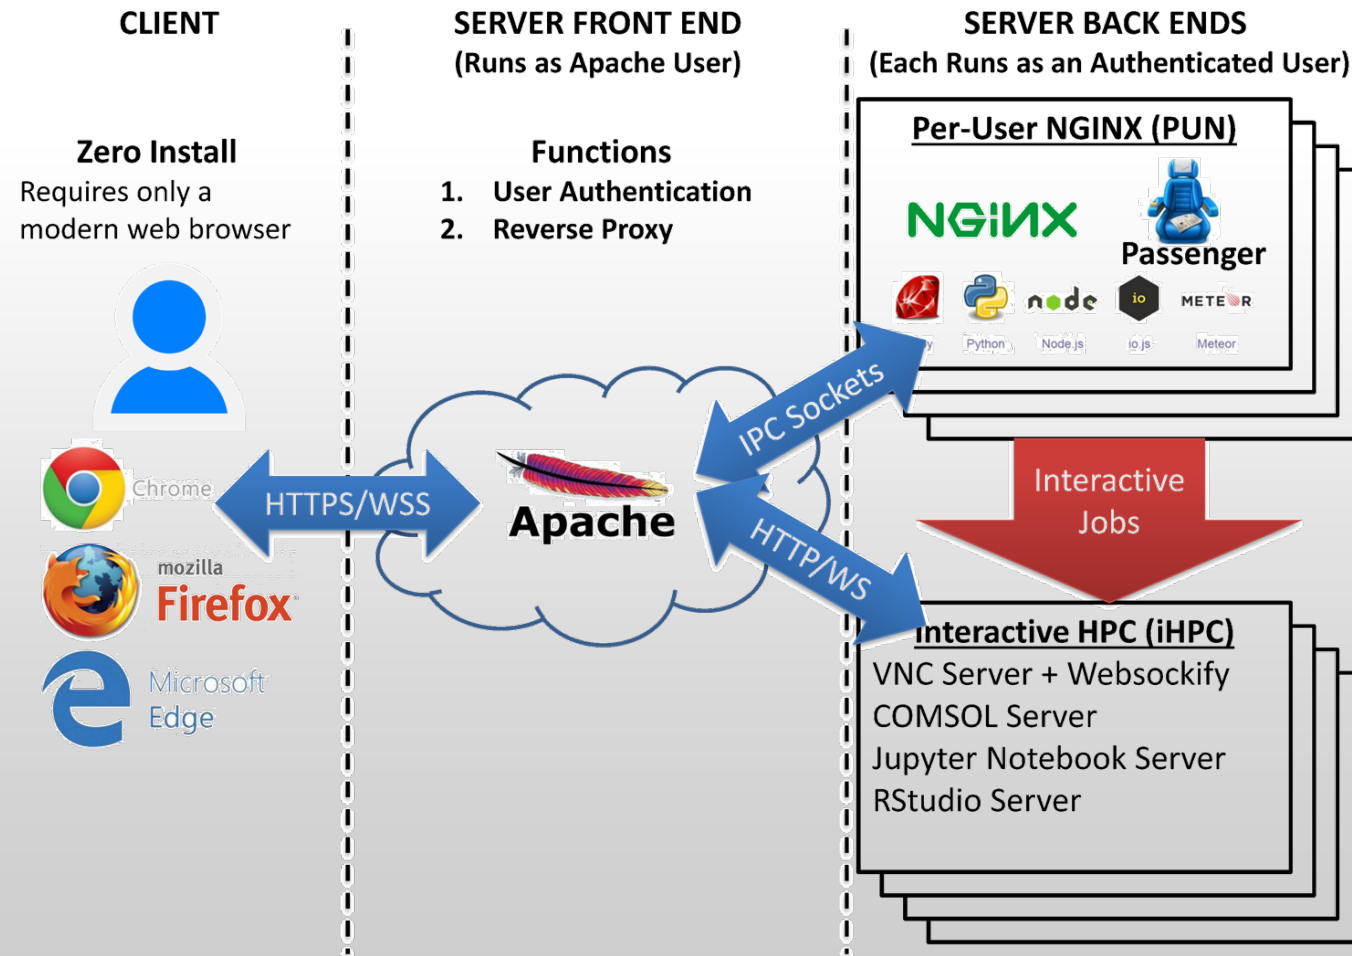 CLIENT
Zero Install
Requires only a
modern web browser
Chrome
mozilla
Firefox
Microsoft
Edge
HTTPS/WSS
SERVER FRONT END
(Runs as Apache User)
Functions
1. User Authentication
2. Reverse Proxy
Apache
IPC Sockets
HTTP/WS
SERVER BACK ENDS
(Each Runs as an Authenticated User)
Per-User NGINX (PUN)
NGINX
Passenger
node
io
METEOR
Python
Node.js
io.js
Meteor
Interactive
Jobs
Interactive HPC (iHPC)
VNC Server + Websockify
COMSOL Server
Jupyter Notebook Server
RStudio Server